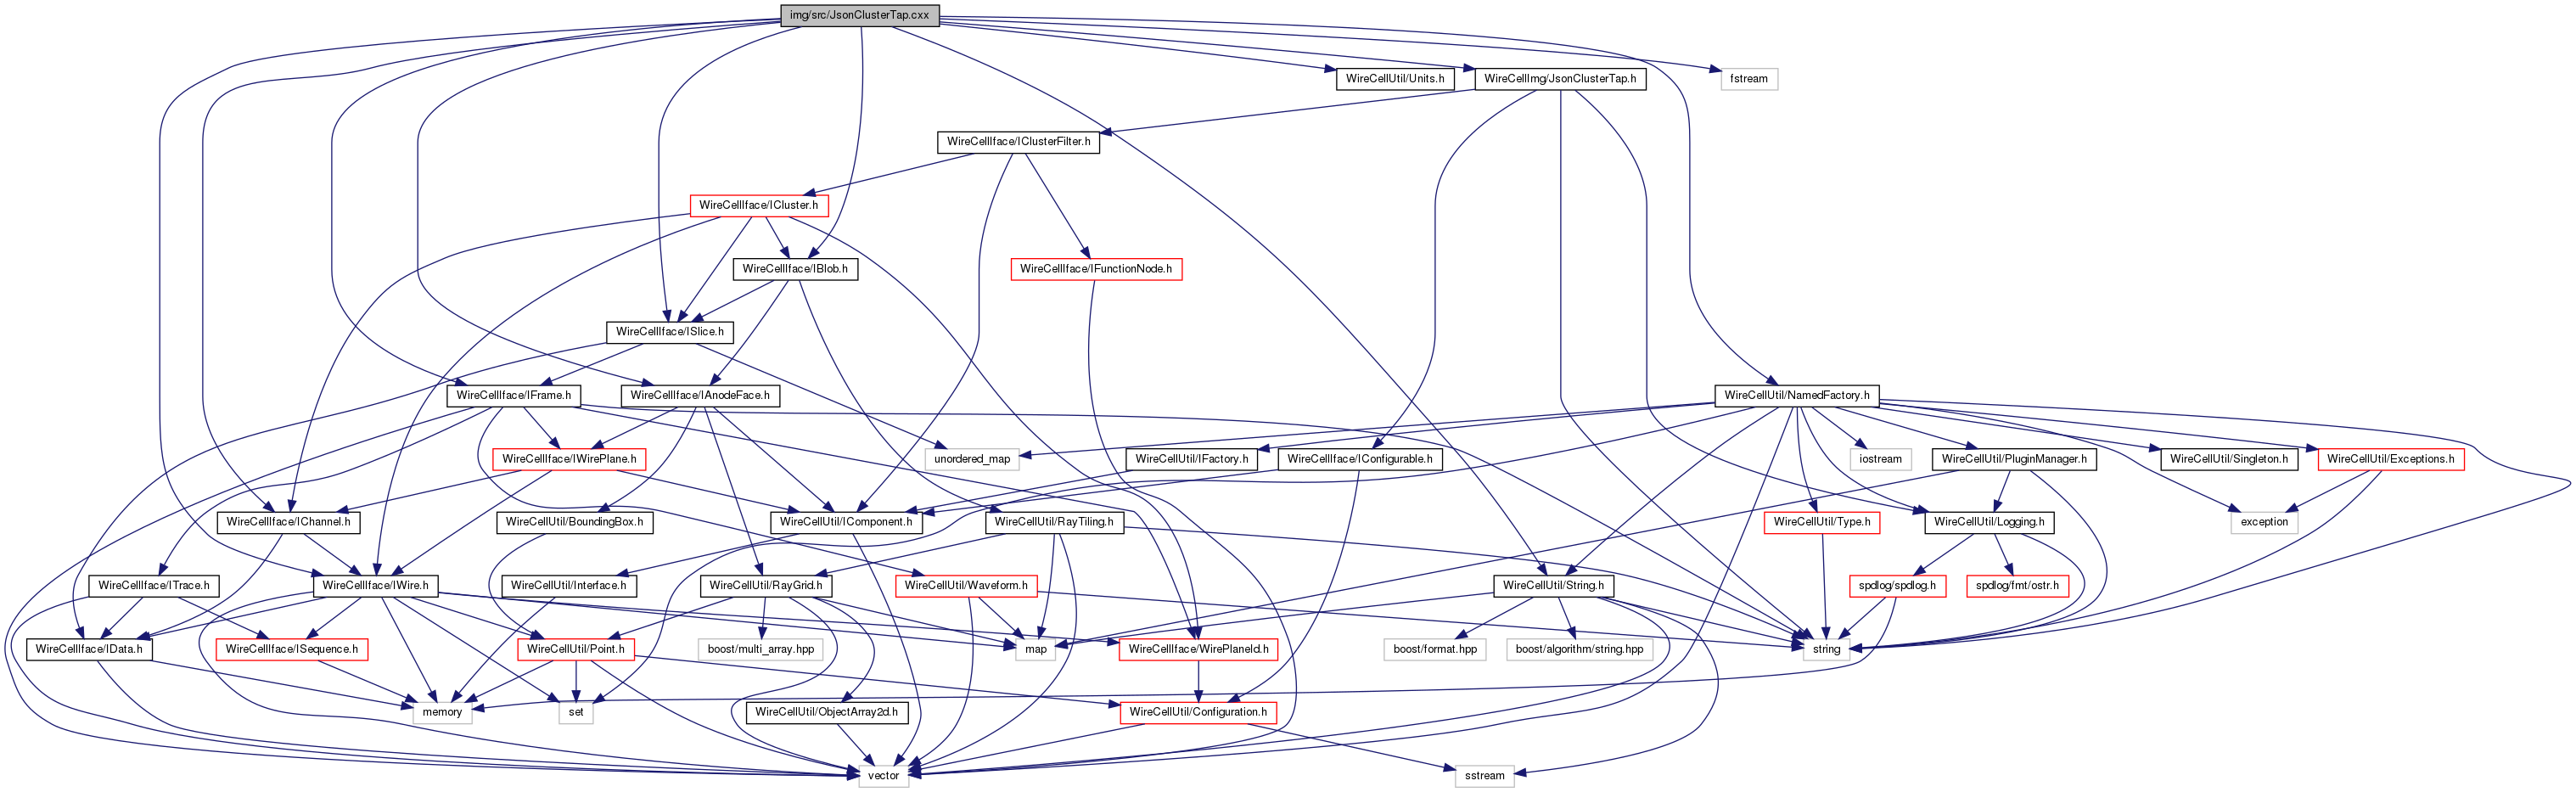 img/src/JsonClusterTap.cxx
WireCellUtil/Units.h
WireCellImg/JsonClusterTap.h
fstream
WireCellIface/IClusterFilter.h
WireCellIface/ICluster.h
WireCellIface/IBlob.h
WireCellIface/IFunctionNode.h
WireCellIface/ISlice.h
WireCellIface/IFrame.h
WireCellIface/IAnodeFace.h
WireCellUtil/NamedFactory.h
WireCellIface/IWirePlane.h
unordered_map
WireCellUtil/IFactory.h
WireCellIface/IConfigurable.h
iostream
WireCellUtil/PluginManager.h
WireCellUtil/Singleton.h
WireCellUtil/Exceptions.h
WireCellIface/IChannel.h
WireCellUtil/BoundingBox.h
WireCellUtil/IComponent.h
WireCellUtil/RayTiling.h
WireCellUtil/Type.h
WireCellUtil/Logging.h
exception
WireCellIface/ITrace.h
WireCellIface/IWire.h
WireCellUtil/Interface.h
WireCellUtil/RayGrid.h
WireCellUtil/Waveform.h
WireCellUtil/String.h
spdlog/spdlog.h
spdlog/fmt/ostr.h
WireCellIface/IData.h
WireCellIface/ISequence.h
WireCellUtil/Point.h
boost/multi_array.hpp
map
WireCellIface/WirePlaneId.h
boost/format.hpp
boost/algorithm/string.hpp
string
memory
set
WireCellUtil/ObjectArray2d.h
WireCellUtil/Configuration.h
vector
sstream